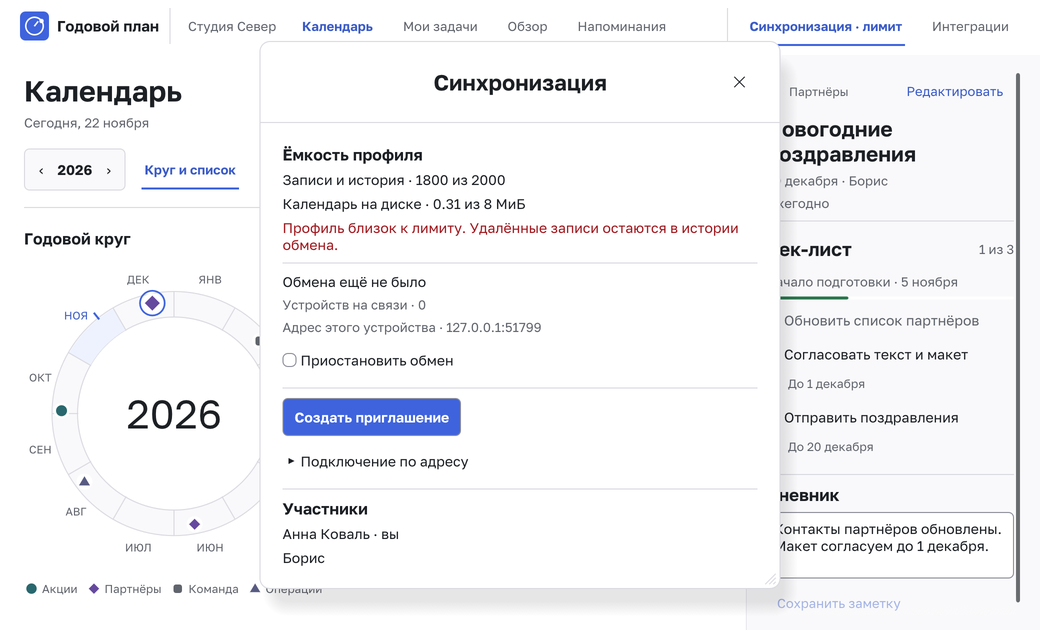 Годовой план
Студия Север
Календарь
Мои задачи
Обзор
Напоминания
Синхронизация · лимит
Интеграции
Календарь
Сегодня, 22 ноября
‹ 2026 ›
Круг и список
Годовой круг
ДЕК
ЯНВ
НОЯ
ОКТ
СЕН
АВГ
ИЮЛ
ИЮН
2026
Акции
Партнёры
Команда
Операции
Синхронизация
Ёмкость профиля
Записи и история · 1800 из 2000
Календарь на диске · 0.31 из 8 МиБ
Профиль близок к лимиту. Удалённые записи остаются в истории
обмена.
Обмена ещё не было
Устройств на связи · 0
Адрес этого устройства · 127.0.0.1:51799
Приостановить обмен
Создать приглашение
Подключение по адресу
Участники
Анна Коваль · вы
Борис
Партнёры
Редактировать
овогодние
оздравления
декабря · Борис
жегодно
ек-лист
1 из 3
ачало подготовки · 5 ноября
Обновить список партнёров
Согласовать текст и макет
До 1 декабря
Отправить поздравления
До 20 декабря
невник
Контакты партнёров обновлены.
Макет согласуем до 1 декабря.
Сохранить заметку